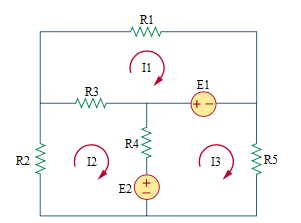 R1
I1
E1
R3
R4
R2
I2
I3
R5
E2
+ −
+
−